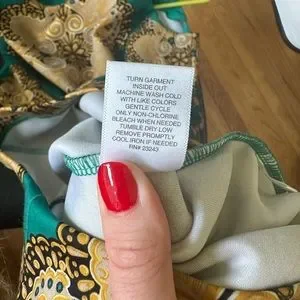 TURN GARMENT
INSIDE OUT
MACHINE WASH COLD
WITH LIKE COLORS
GENTLE CYCLE
ONLY NON-CHLORINE
BLEACH WHEN NEEDED
TUMBLE DRY LOW
REMOVE PROMPTLY
COOL IRON IF NEEDED
RN# 23243